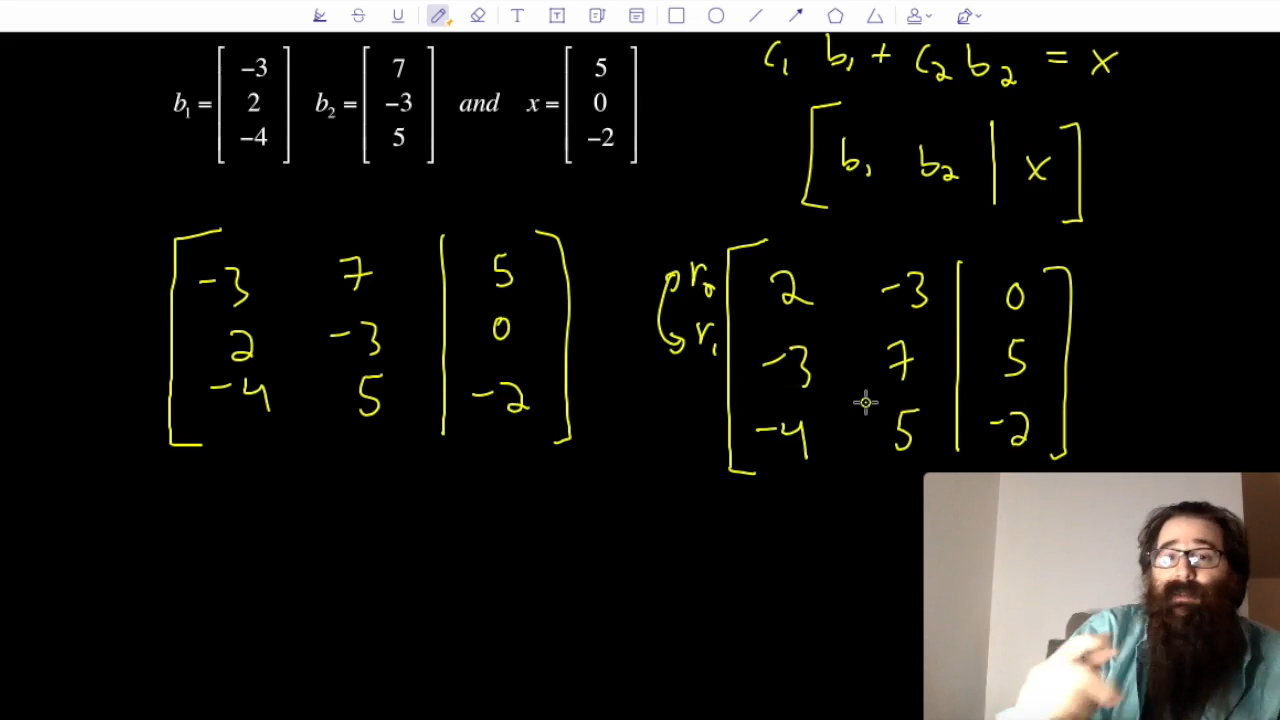 c₁ b₁ + c₂ b₂ = x
b₁ = [ -3 2 -4 ] b₂ = [ 7 -3 5 ] and x = [ 5 0 -2 ]
[ b₁ b₂ | x ]
-3 7 | 5
2 -3 | 0
-4 5 | -2
r₂ 2 -3 | 0
r₁ -3 7 | 5
-4 5 | -2